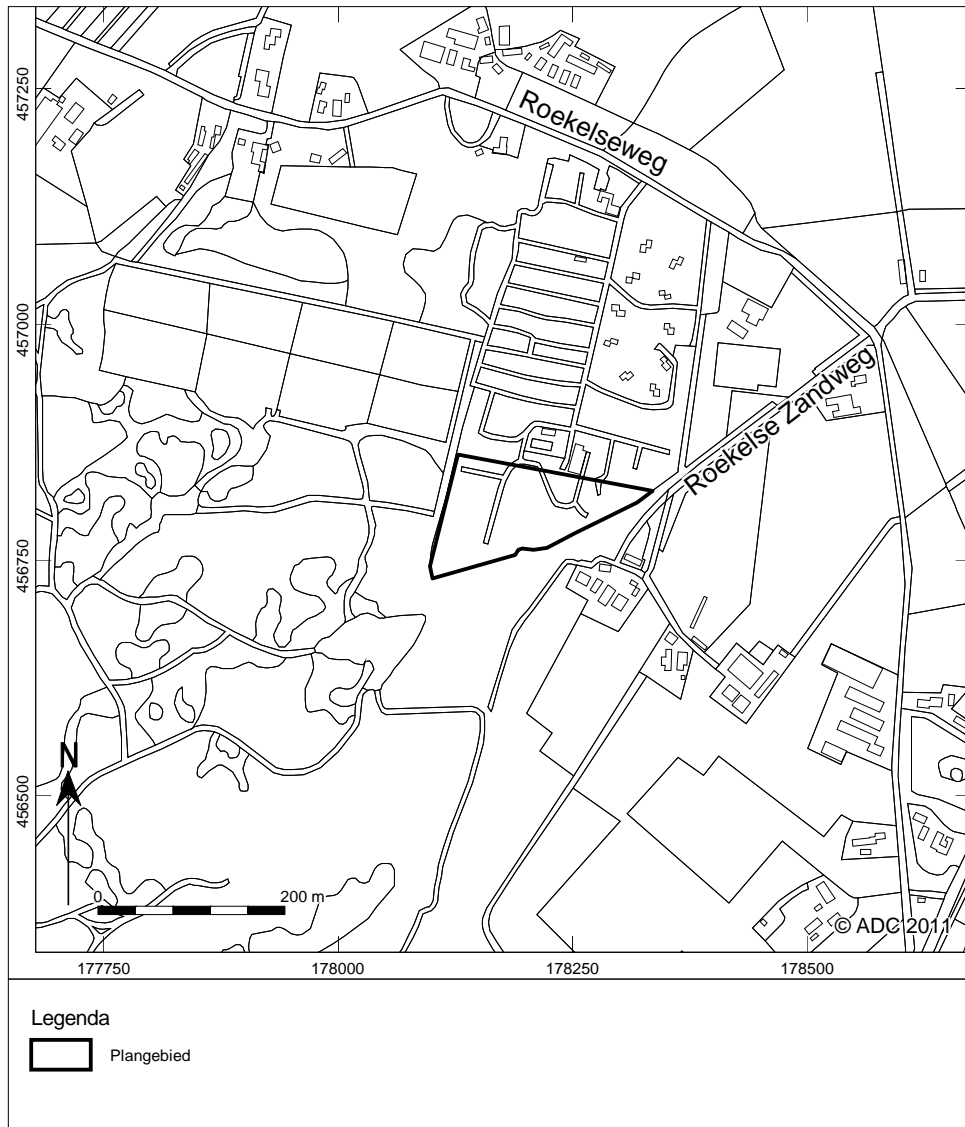 457250
Roekelseweg
457000
Roekelse Zandweg
456750
N
456500
0
200 m
© ADC 2011
177750
178000
178250
178500
Legenda
Plangebied